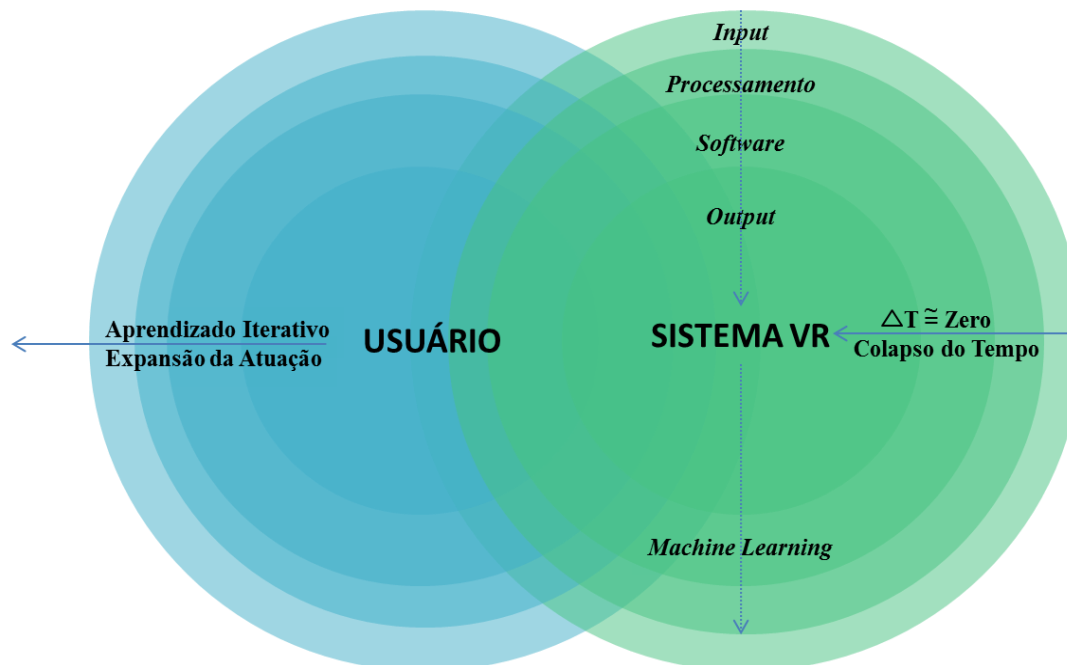 Input
Processamento
Software
Output
Aprendizado Iterativo
Expansão da Atuação
USUÁRIO
SISTEMA VR
△T ≅ Zero
Colapso do Tempo
Machine Learning